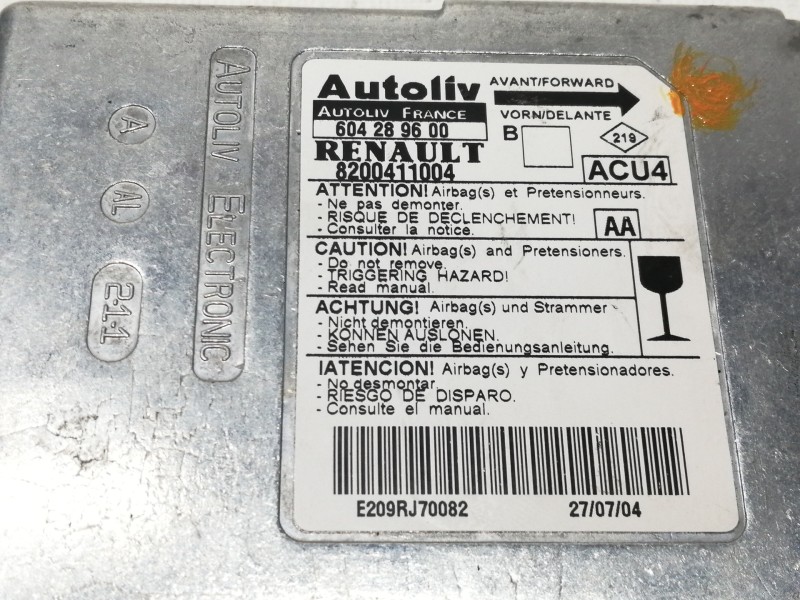 AUTOLIV ELECTRONIC
A
AL
2-1-1
Autoliv
AUTOLIV FRANCE
604 28 96 00
RENAULT
8200411004
AVANT/FORWARD
VORN/DELANTE
B
219
ACU4
ATTENTION! Airbag(s) et Pretensionneurs.
- Ne pas demonter.
- RISQUE DE DECLENCHEMENT!
- Consulter la notice.
AA
CAUTION! Airbag(s) and Pretensioners.
- Do not remove.
- TRIGGERING HAZARD!
- Read manual.
ACHTUNG! Airbag(s) und Strammer
- Nicht demontieren.
- KONNEN AUSLONEN.
- Sehen Sie die Bedienungsanleitung.
IATENCION! Airbag(s) y Pretensionadores.
- No desmontar.
- RIESGO DE DISPARO.
- Consulte el manual.
E209RJ70082
27/07/04